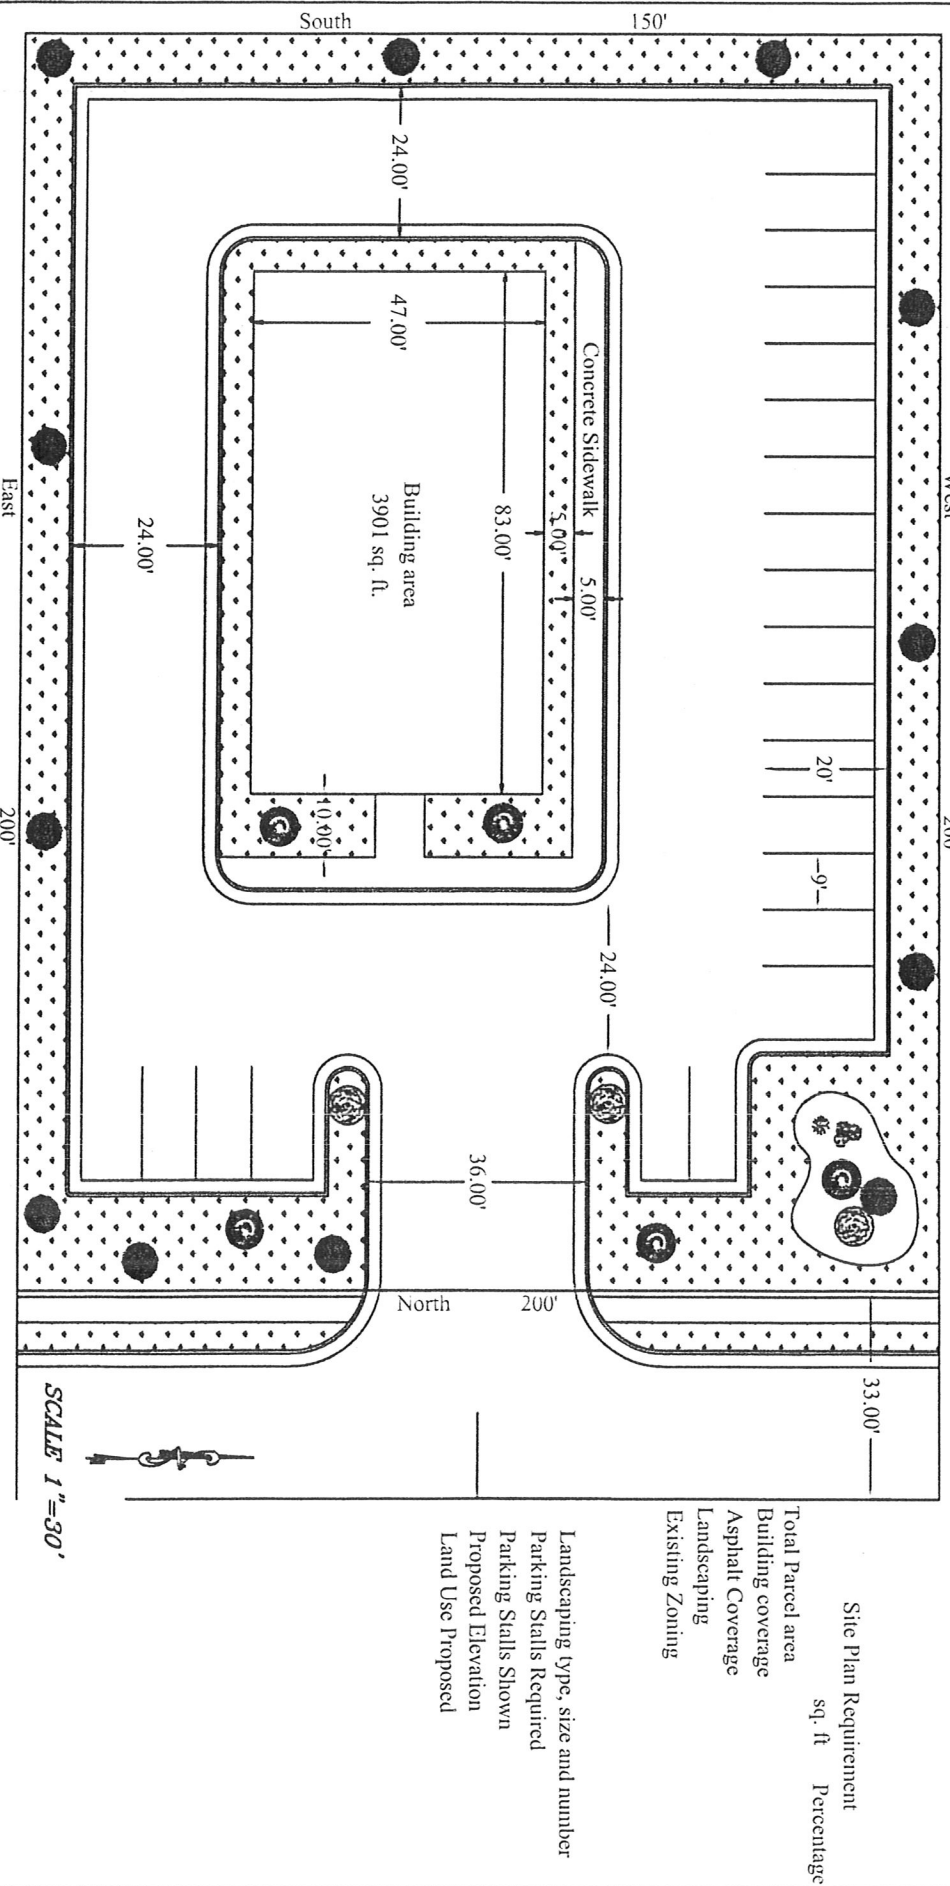 South
150'
West
200'
24.00'
47.00'
Concrete Sidewalk
5.00'
5.00'
83.00'
Building area
3901 sq. ft.
24.00'
East
200'
20'
9'
10.00'
24.00'
36.00'
North
200'
33.00'
SCALE 1"=30'
Site Plan Requirement
sq. ft Percentage
Total Parcel area
Building coverage
Asphalt Coverage
Landscaping
Existing Zoning
Landscaping type, size and number
Parking Stalls Required
Parking Stalls Shown
Proposed Elevation
Land Use Proposed